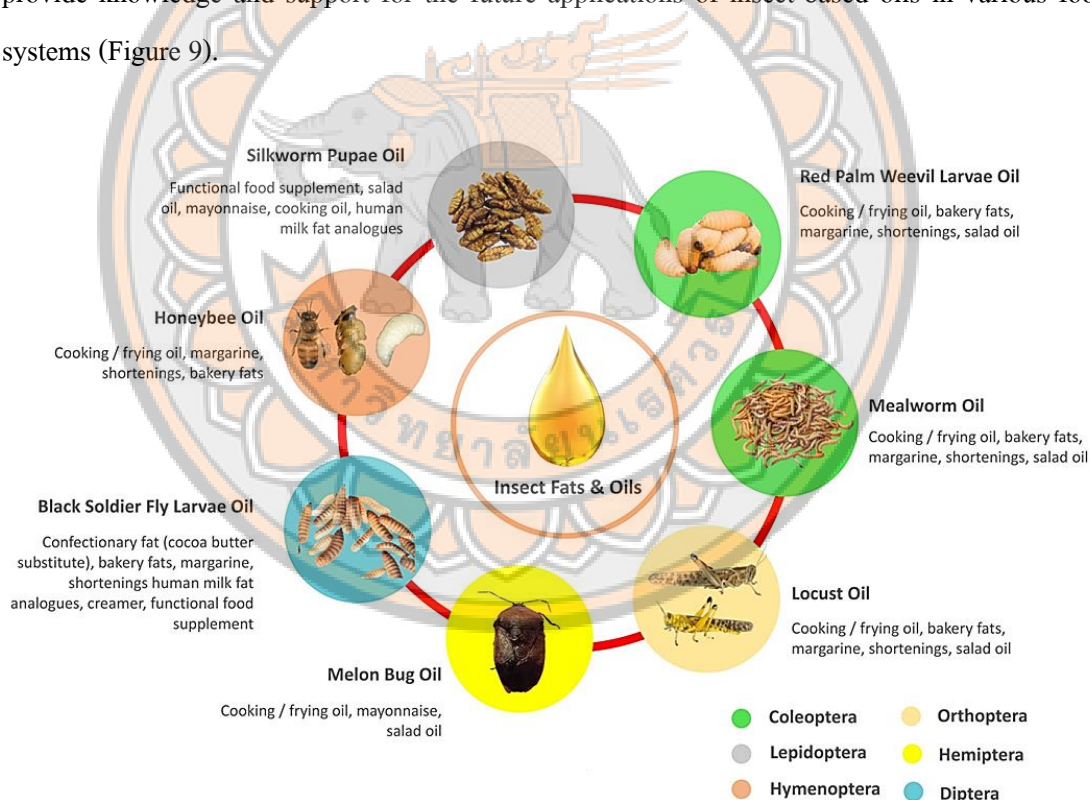 provide knowledge and support for the future applications of insect-based oils in various
systems (Figure 9).
Silkworm Pupae Oil
Functional food supplement, salad
oil, mayonnaise, cooking oil, human
milk fat analogues
Red Palm Weevil Larvae Oil
Cooking / frying oil, bakery fats,
margarine, shortenings, salad oil
Honeybee Oil
Cooking / frying oil, margarine,
shortenings, bakery fats
Mealworm Oil
Cooking / frying oil, bakery fats,
margarine, shortenings, salad oil
Insect Fats & Oils
Black Soldier Fly Larvae Oil
Confectionary fat (cocoa butter
substitute), bakery fats, margarine,
shortenings human milk fat
analogues, creamer, functional food
supplement
Locust Oil
Cooking / frying oil, bakery fats,
margarine, shortenings, salad oil
Melon Bug Oil
Cooking / frying oil, mayonnaise,
salad oil
Coleoptera
Orthoptera
Lepidoptera
Hemiptera
Hymenoptera
Diptera